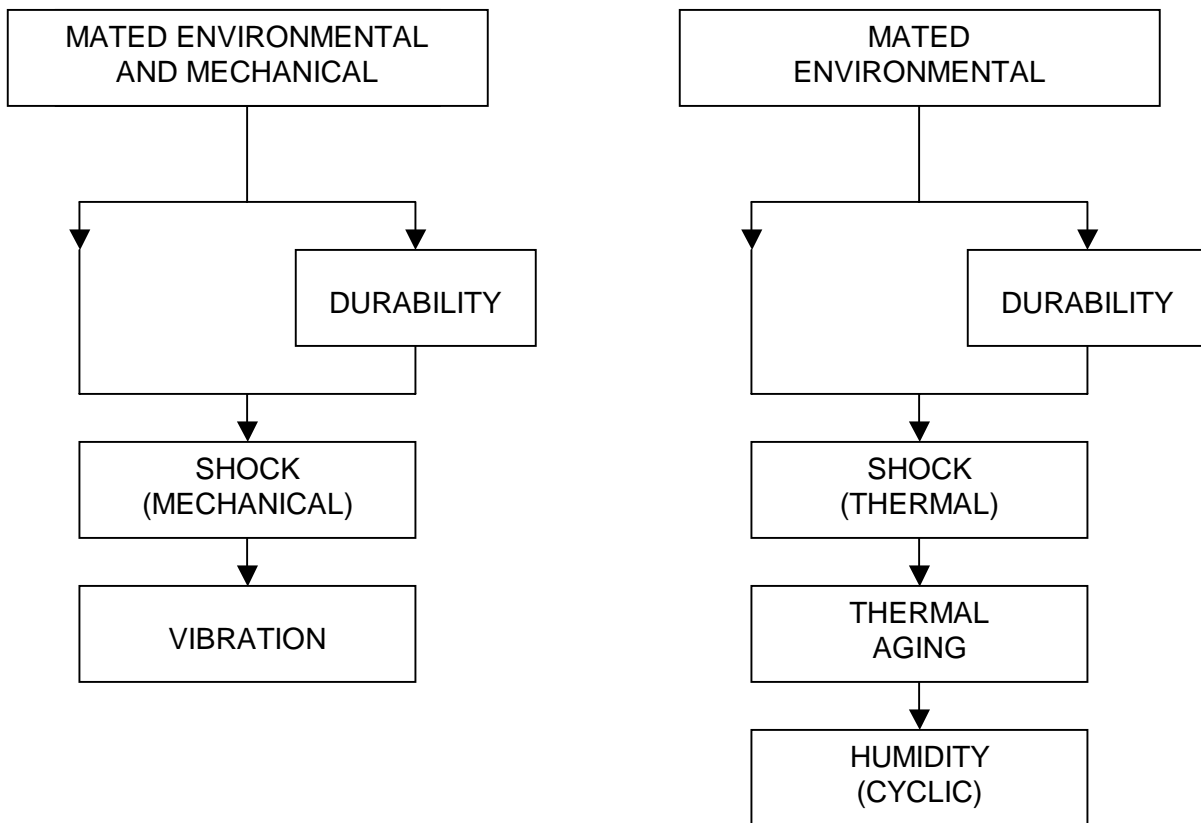 MATED ENVIRONMENTAL
AND MECHANICAL
DURABILITY
SHOCK
(MECHANICAL)
VIBRATION
MATED
ENVIRONMENTAL
DURABILITY
SHOCK
(THERMAL)
THERMAL
AGING
HUMIDITY
(CYCLIC)